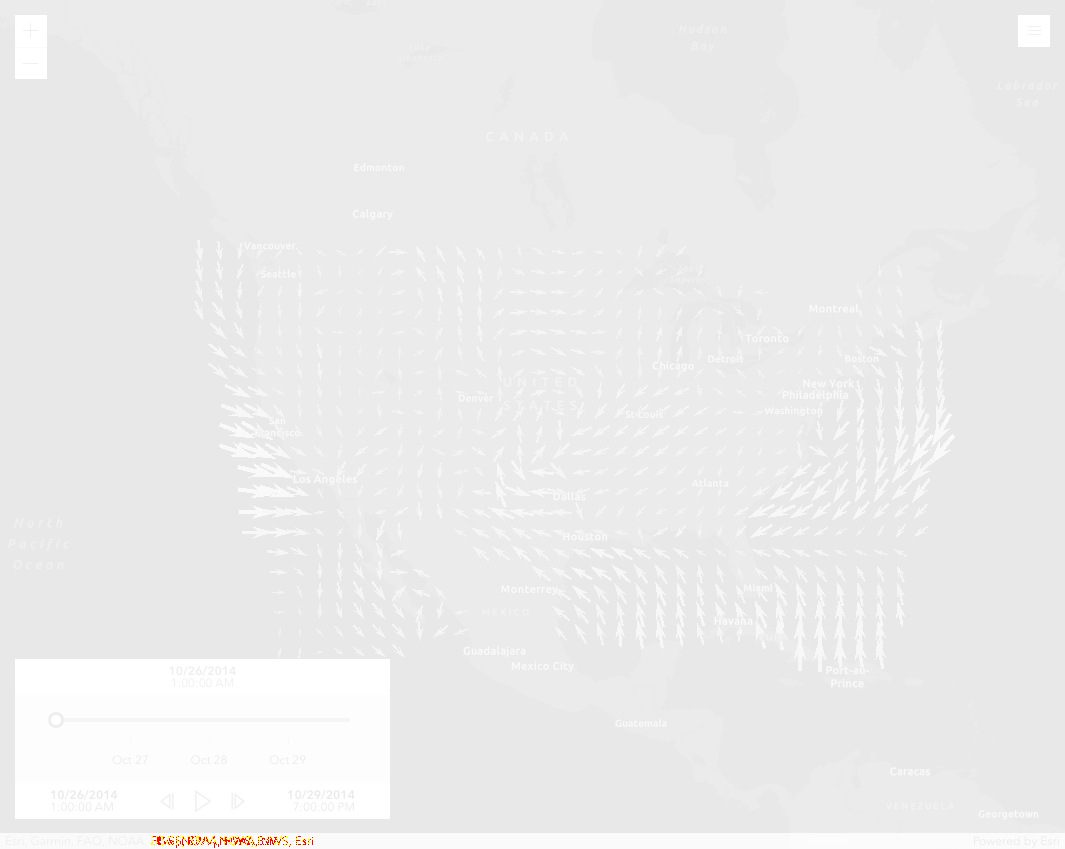 Hudson
Bay
Labrador
Sea
CANADA
Edmonton
Calgary
Vancouver
Seattle
Montreal
Toronto
Boston
Detroit
Chicago
New York
Philadelphia
Washington
UNITED
STATES
Denver
St Louis
San
Francisco
Los Angeles
Atlanta
Dallas
North
Pacific
Ocean
Houston
Monterrey
Miami
MÉXICO
Havana
Guadalajara
Mexico City
Port-au-
Prince
Guatemala
Caracas
VENEZUELA
Georgetown
10/26/2014
1:00:00 AM
Oct 27 Oct 28 Oct 29
10/26/2014 10/29/2014
1:00:00 AM 7:00:00 PM
Esri, Garmin, FAO, NOAA, Esri Powered by Esri